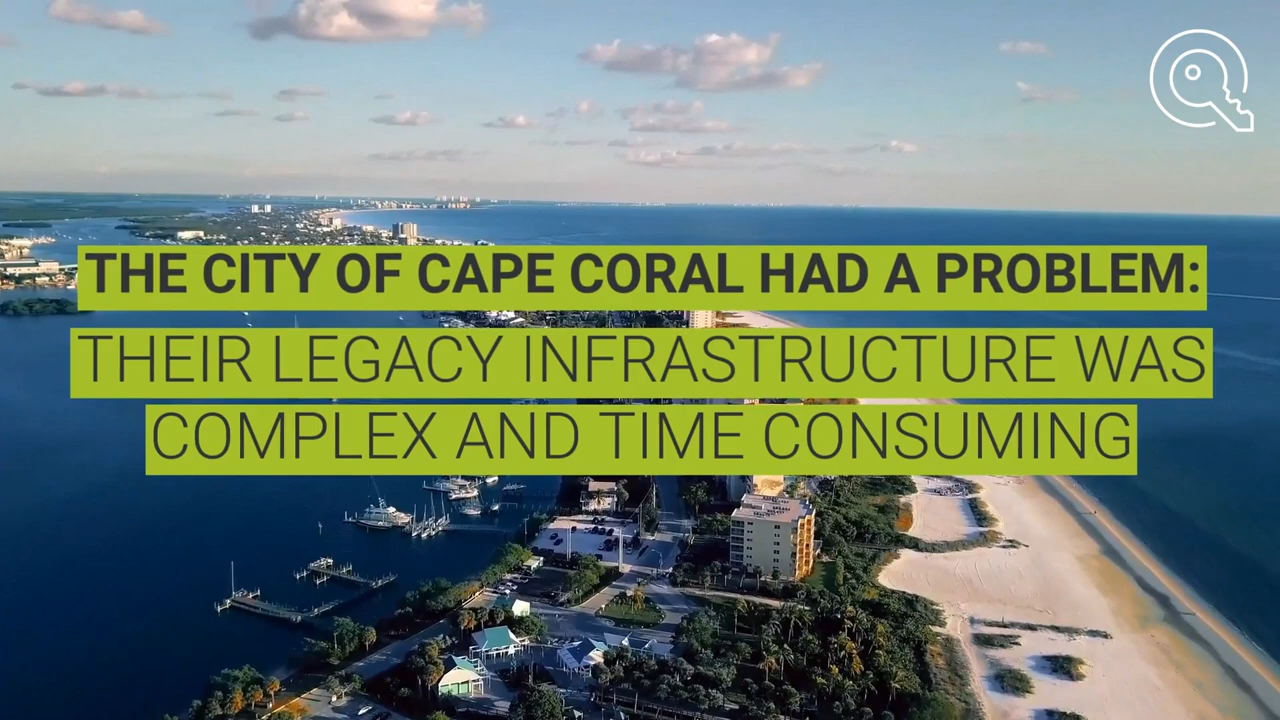 THE CITY OF CAPE CORAL HAD A PROBLEM:
THEIR LEGACY INFRASTRUCTURE WAS
COMPLEX AND TIME CONSUMING